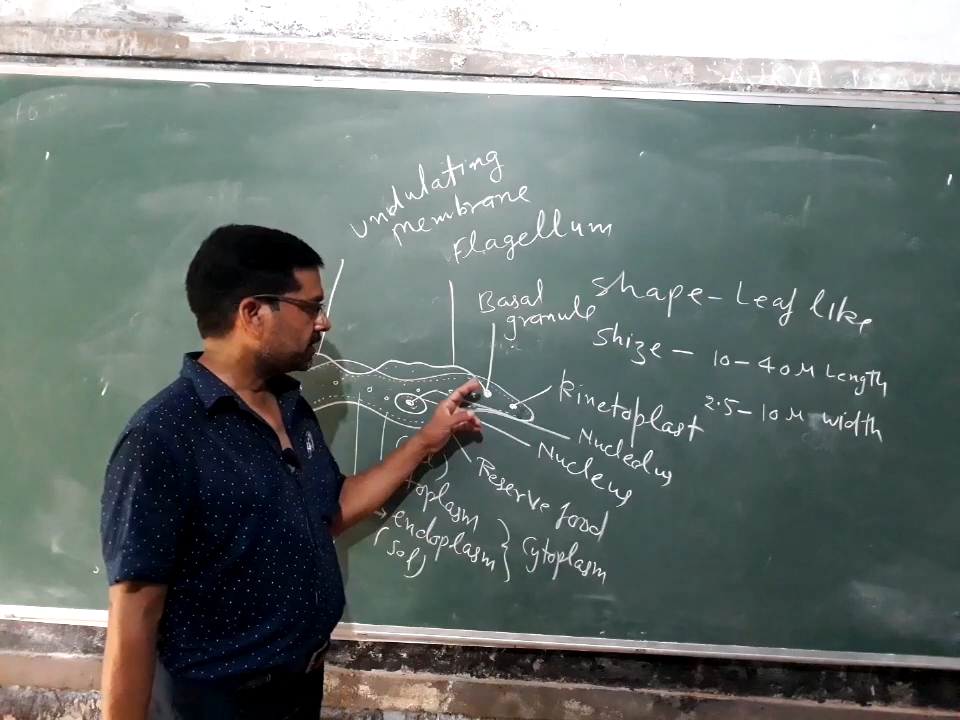 undulating
membrane
Flagellum
Basal
granule
Shape - Leaf like
Shize - 10-40 μ Length
2.5-10 μ width
kinetoplast
Nucleolus
Nucleus
Reserve food
toplasm
→ endoplasm
(Sol)
} Cytoplasm